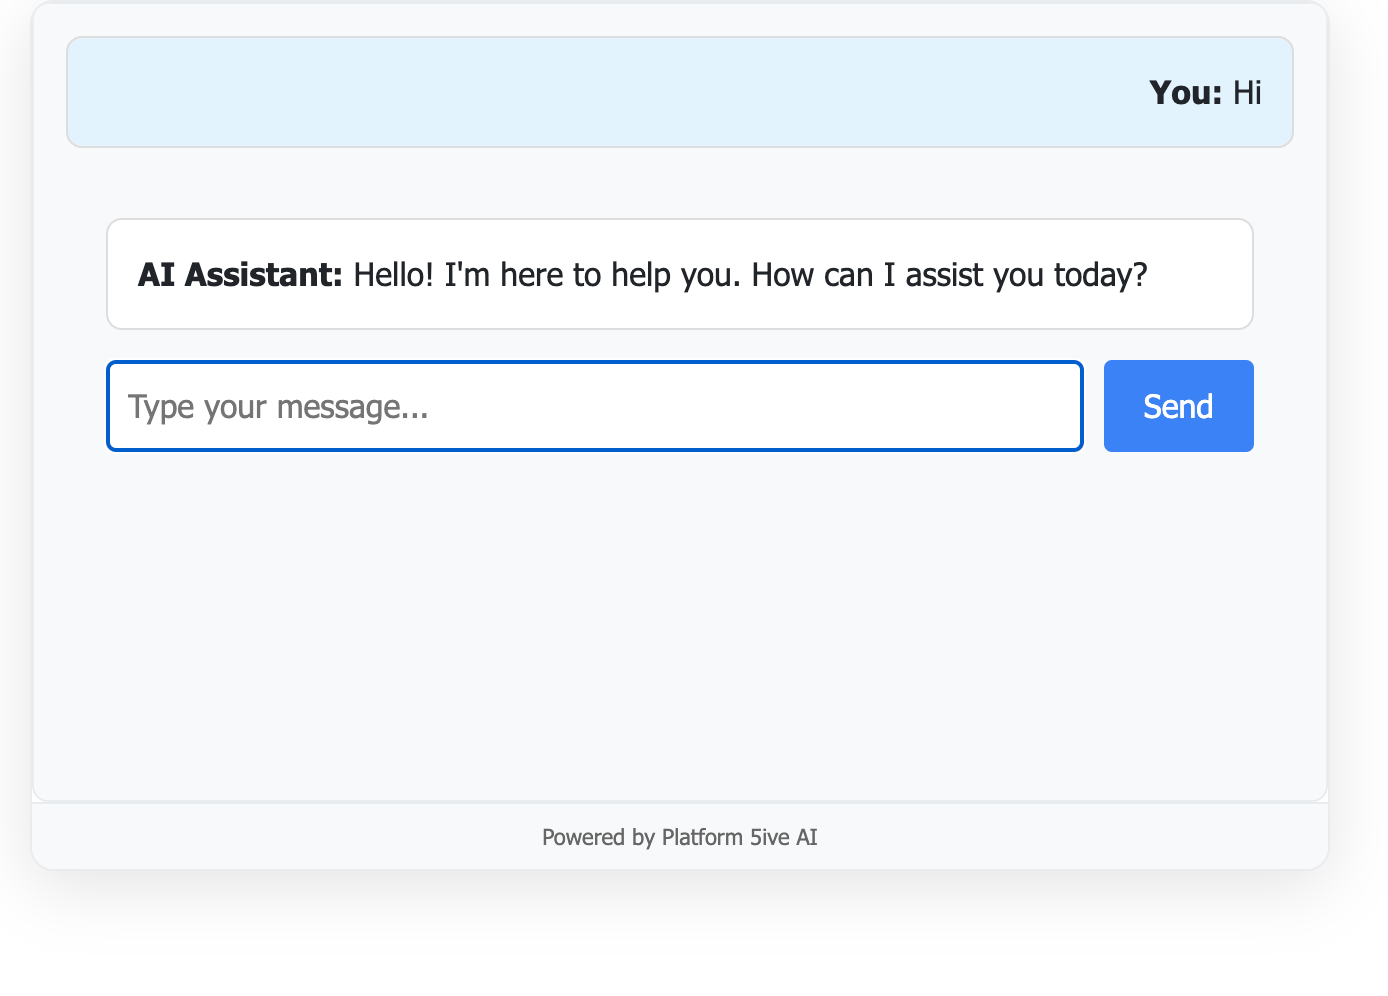 You: Hi
AI Assistant: Hello! I'm here to help you. How can I assist you today?
Type your message...
Send
Powered by Platform 5ive AI